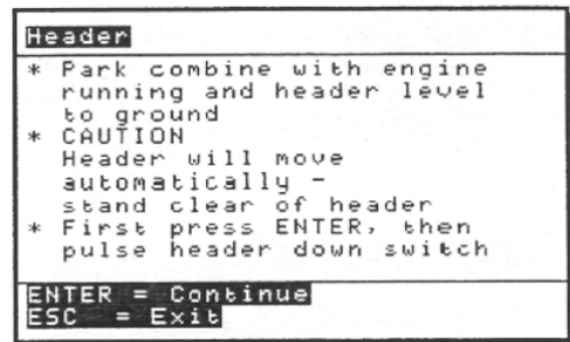 Header
* Park combine with engine
running and header level
to ground
* CAUTION
Header will move
automatically -
stand clear of header
* First press ENTER, then
pulse header down switch
ENTER = Continue
ESC = Exit